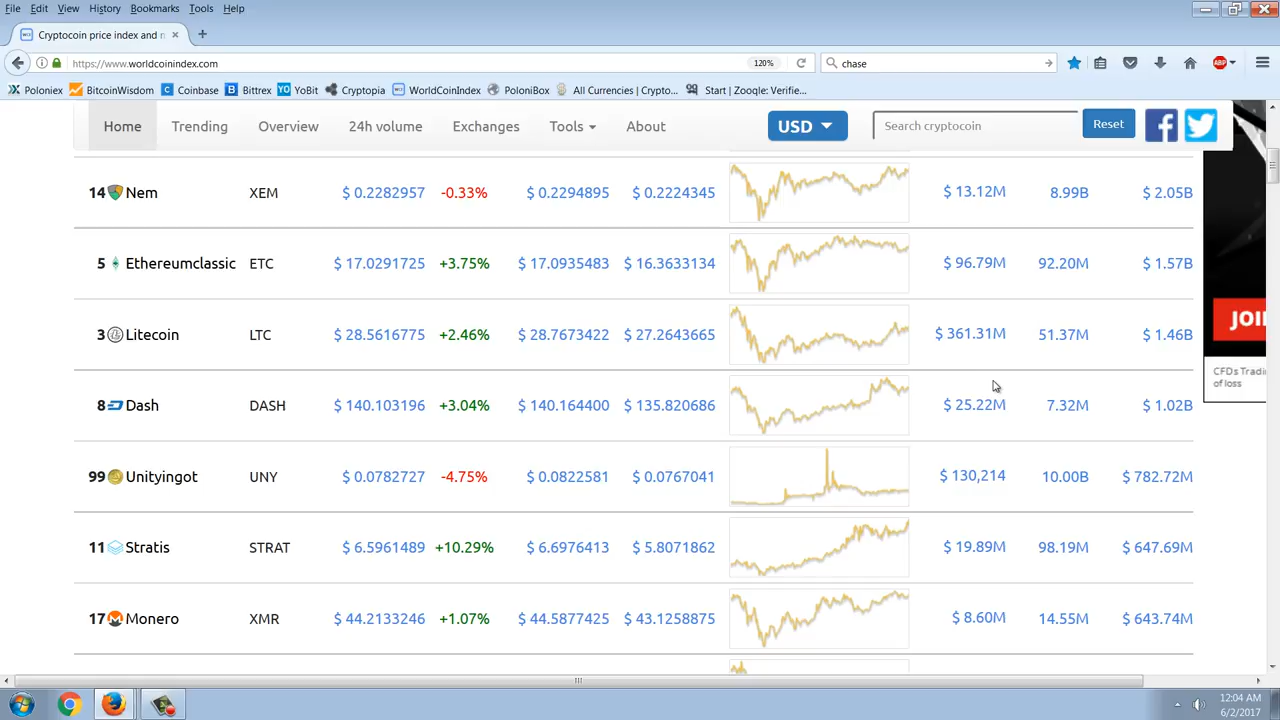 File Edit View History Bookmarks Tools Help
Cryptocoin price index and n
https://www.worldcoinindex.com 120% chase
Poloniex BitcoinWisdom Coinbase Bittrex YoBit Cryptopia WorldCoinIndex PoloniBox All Currencies | Crypto... Start | Zooqle: Verifie...
Home Trending Overview 24h volume Exchanges Tools About USD Search cryptocoin Reset
14 Nem XEM $ 0.2282957 -0.33% $ 0.2294895 $ 0.2224345 $ 13.12M 8.99B $ 2.05B
5 Ethereumclassic ETC $ 17.0291725 +3.75% $ 17.0935483 $ 16.3633134 $ 96.79M 92.20M $ 1.57B
JOI
3 Litecoin LTC $ 28.5616775 +2.46% $ 28.7673422 $ 27.2643665 $ 361.31M 51.37M $ 1.46B
CFDs Tradi
of loss
8 Dash DASH $ 140.103196 +3.04% $ 140.164400 $ 135.820686 $ 25.22M 7.32M $ 1.02B
99 Unityingot UNY $ 0.0782727 -4.75% $ 0.0822581 $ 0.0767041 $ 130,214 10.00B $ 782.72M
11 Stratis STRAT $ 6.5961489 +10.29% $ 6.6976413 $ 5.8071862 $ 19.89M 98.19M $ 647.69M
17 Monero XMR $ 44.2133246 +1.07% $ 44.5877425 $ 43.1258875 $ 8.60M 14.55M $ 643.74M
12:04 AM
6/2/2017